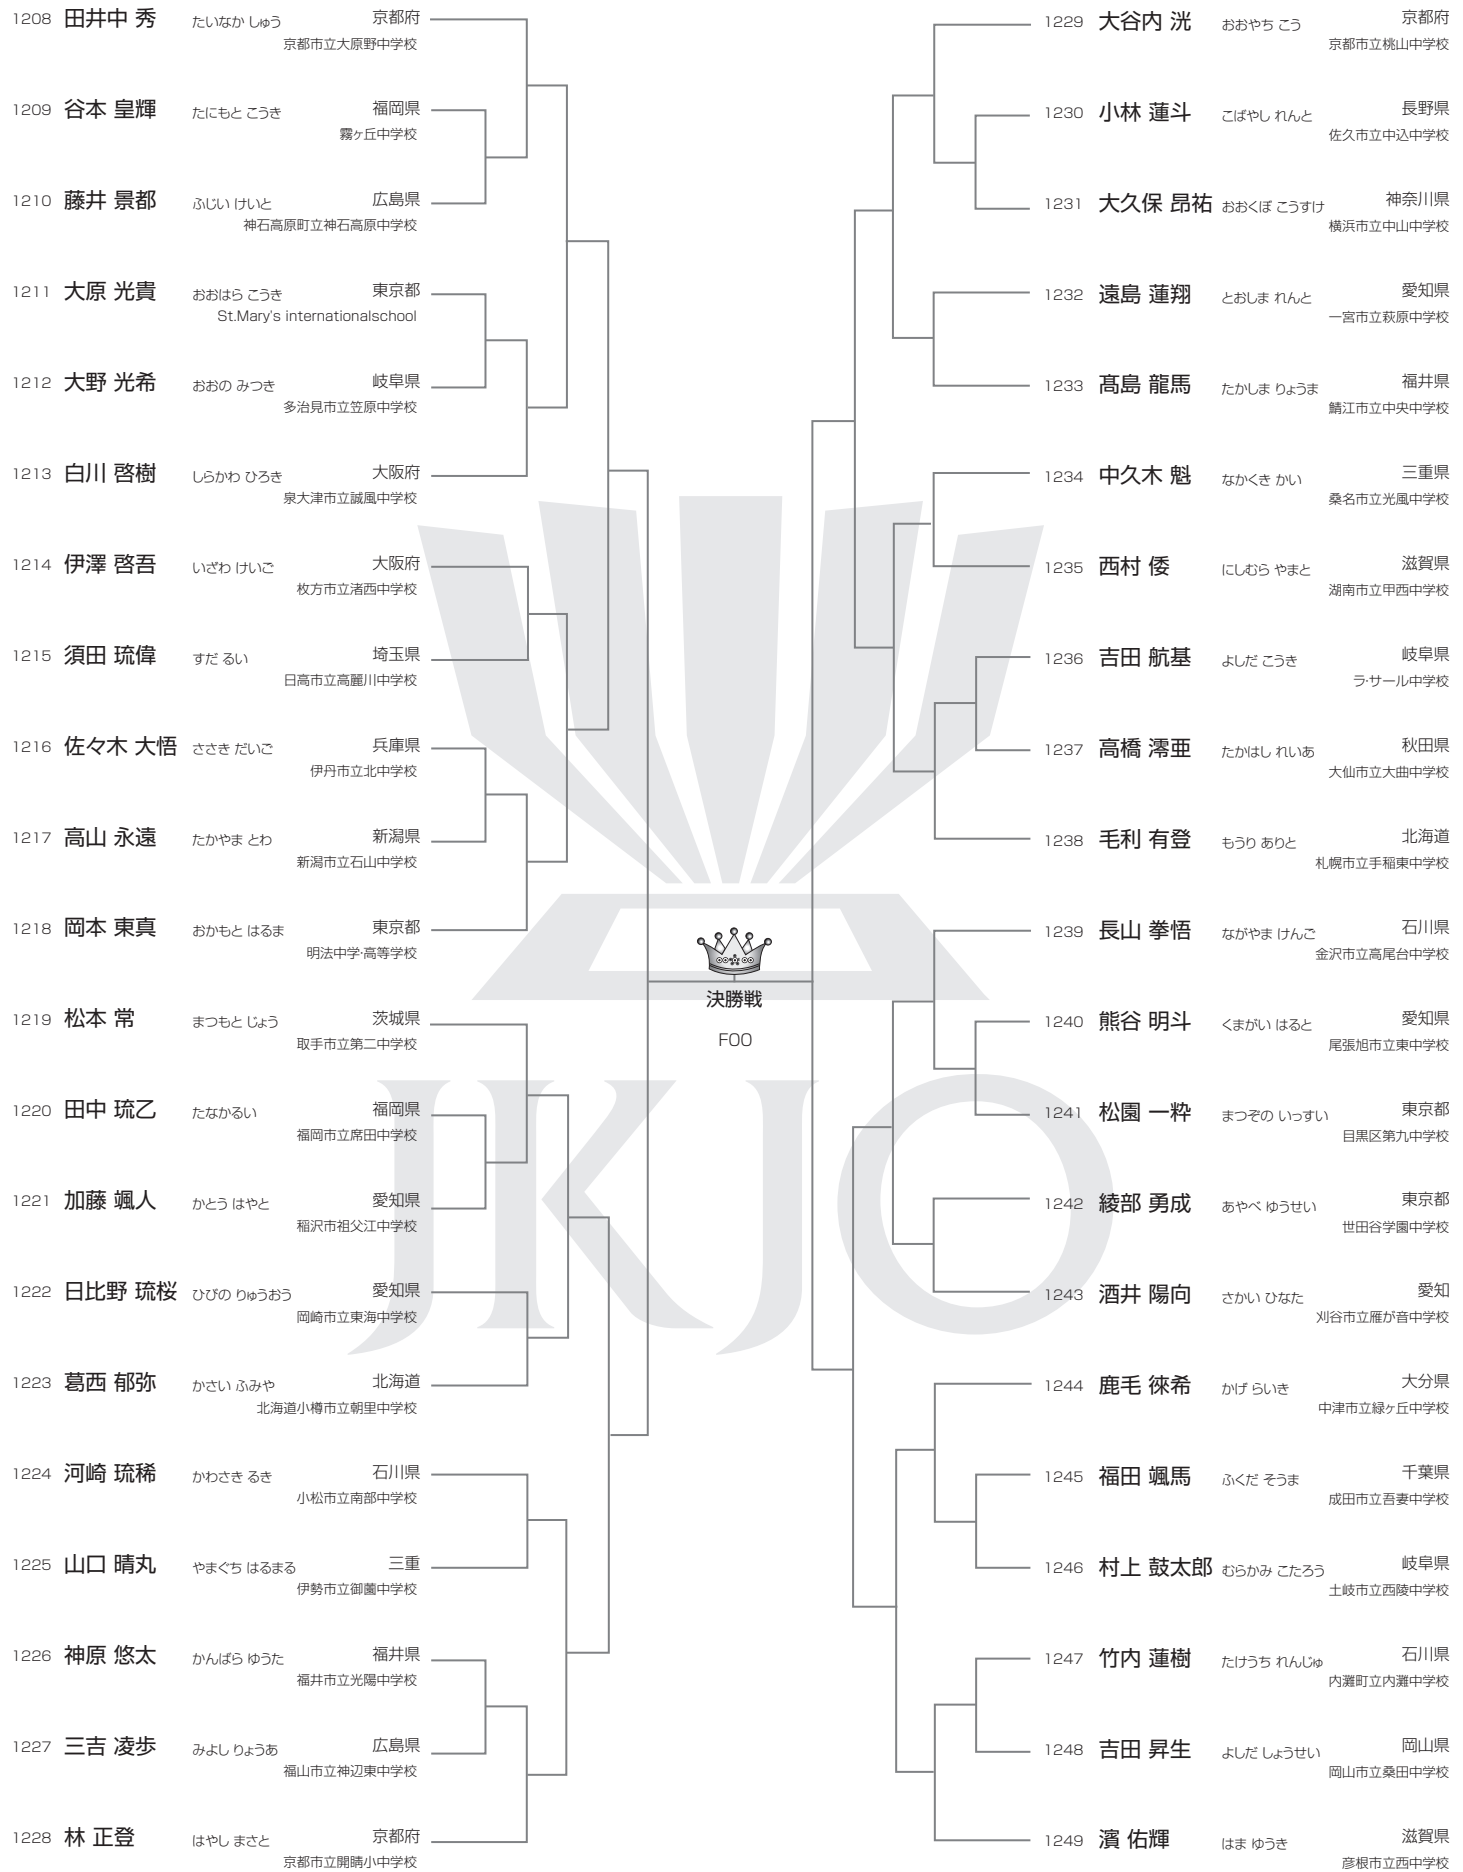 1208 田井中 秀 たいなか しゅう 京都府
京都市立大原野中学校
1209 谷本 皇輝 たにもと こうき 福岡県
霧ヶ丘中学校
1210 藤井 景都 ふじい けいと 広島県
神石高原町立神石高原中学校
1211 大原 光貴 おおはら こうき 東京都
St.Mary's internationalschool
1212 大野 光希 おおの みつき 岐阜県
多治見市立笠原中学校
1213 白川 啓樹 しらかわ ひろき 大阪府
泉大津市立誠風中学校
1214 伊澤 啓吾 いざわ けいご 大阪府
枚方市立渚西中学校
1215 須田 琉偉 すだ るい 埼玉県
日高市立高麗川中学校
1216 佐々木 大悟 ささき だいご 兵庫県
伊丹市立北中学校
1217 高山 永遠 たかやま とわ 新潟県
新潟市立石山中学校
1218 岡本 東真 おかもと はるま 東京都
明法中学・高等学校
1219 松本 常 まつもと じょう 茨城県
取手市立第二中学校
1220 田中 琉乙 たなかるい 福岡県
福岡市立席田中学校
1221 加藤 颯人 かとう はやと 愛知県
稲沢市祖父江中学校
1222 日比野 琉桜 ひびの りゅうおう 愛知県
岡崎市立東海中学校
1223 葛西 郁弥 かさい ふみや 北海道
北海道小樽市立朝里中学校
1224 河崎 琉稀 かわさき るき 石川県
小松市立南部中学校
1225 山口 晴丸 やまぐち はるまる 三重
伊勢市立御薗中学校
1226 神原 悠太 かんばら ゆうた 福井県
福井市立光陽中学校
1227 三吉 凌歩 みよし りょうあ 広島県
福山市立神辺東中学校
1228 林 正登 はやし まさと 京都府
京都市立開睛小中学校
決勝戦
F00
JKJO
1229 大谷内 洸 おおやち こう 京都府
京都市立桃山中学校
1230 小林 蓮斗 こばやし れんと 長野県
佐久市立中込中学校
1231 大久保 昂祐 おおくぼ こうすけ 神奈川県
横浜市立中山中学校
1232 遠島 蓮翔 とおしま れんと 愛知県
一宮市立萩原中学校
1233 髙島 龍馬 たかしま りょうま 福井県
鯖江市立中央中学校
1234 中久木 魁 なかくき かい 三重県
桑名市立光風中学校
1235 西村 倭 にしむら やまと 滋賀県
湖南市立甲西中学校
1236 吉田 航基 よしだ こうき 岐阜県
ラ・サール中学校
1237 高橋 澪亜 たかはし れいあ 秋田県
大仙市立大曲中学校
1238 毛利 有登 もうり ありと 北海道
札幌市立手稲東中学校
1239 長山 拳悟 ながやま けんご 石川県
金沢市立高尾台中学校
1240 熊谷 明斗 くまがい はると 愛知県
尾張旭市立東中学校
1241 松園 一粋 まつぞの いっすい 東京都
目黒区第九中学校
1242 綾部 勇成 あやべ ゆうせい 東京都
世田谷学園中学校
1243 酒井 陽向 さかい ひなた 愛知
刈谷市立雁が音中学校
1244 鹿毛 徠希 かげ らいき 大分県
中津市立緑ヶ丘中学校
1245 福田 颯馬 ふくだ そうま 千葉県
成田市立吾妻中学校
1246 村上 鼓太郎 むらかみ こたろう 岐阜県
土岐市立西陵中学校
1247 竹内 蓮樹 たけうち れんじゅ 石川県
内灘町立内灘中学校
1248 吉田 昇生 よしだ しょうせい 岡山県
岡山市立桑田中学校
1249 濱 佑輝 はま ゆうき 滋賀県
彦根市立西中学校